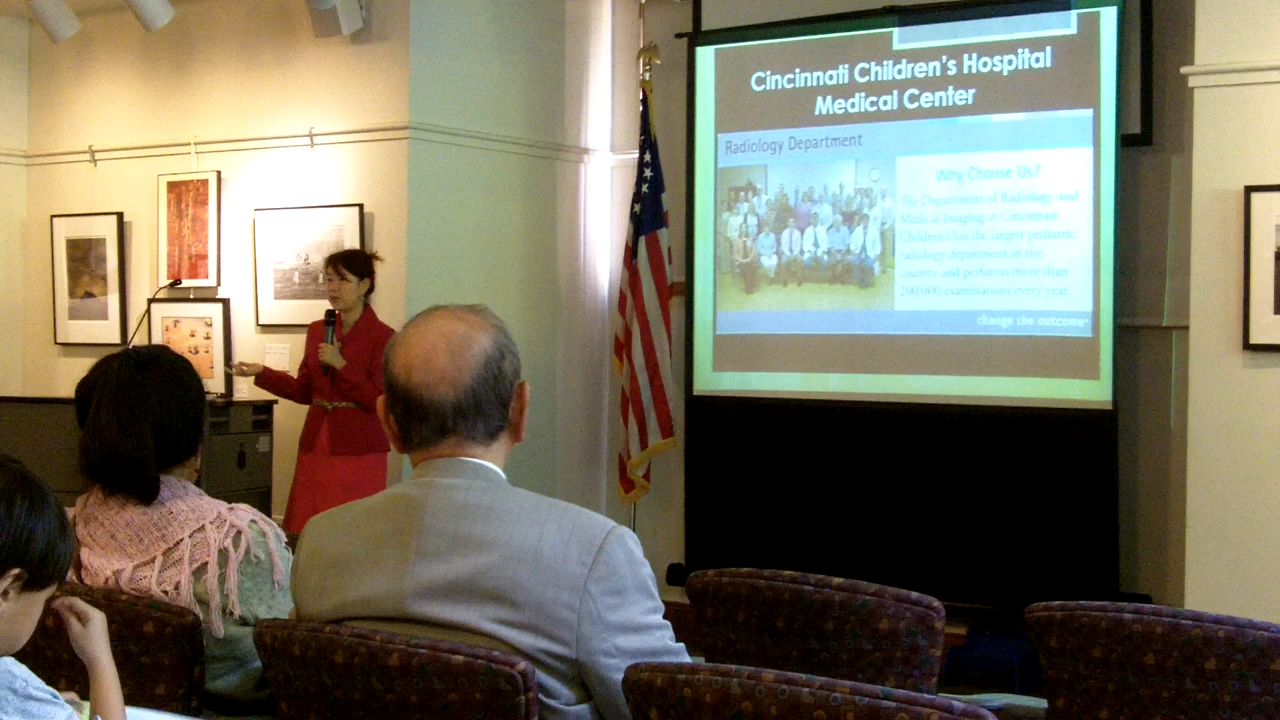 Cincinnati Children's Hospital
Medical Center
Radiology Department
Why Choose Us?
The Department of Radiology and
Medical Imaging at Cincinnati
Children's has the largest pediatric
radiology department in the
country and performs more than
200,000 examinations every year.
change the outcome